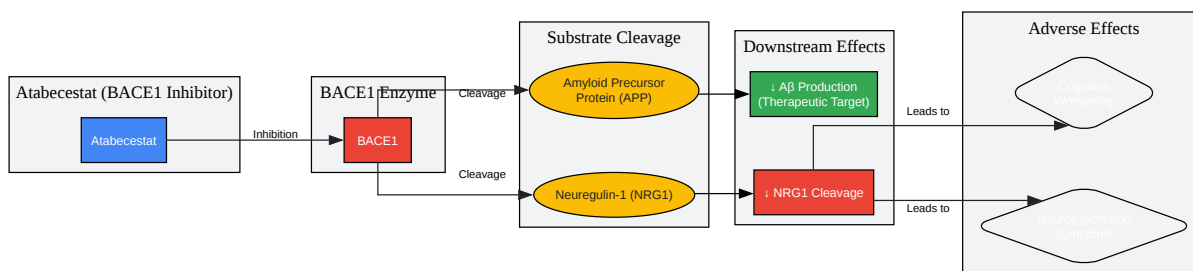 Atabecestat (BACE1 Inhibitor)
Atabecestat
Inhibition
BACE1 Enzyme
BACE1
Cleavage
Cleavage
Substrate Cleavage
Amyloid Precursor
Protein (APP)
Neuregulin-1 (NRG1)
Downstream Effects
↓ Aβ Production
(Therapeutic Target)
↓ NRG1 Cleavage
Leads to
Leads to
Adverse Effects
Cognitive
Worsening
Neuropsychiatric
Symptoms